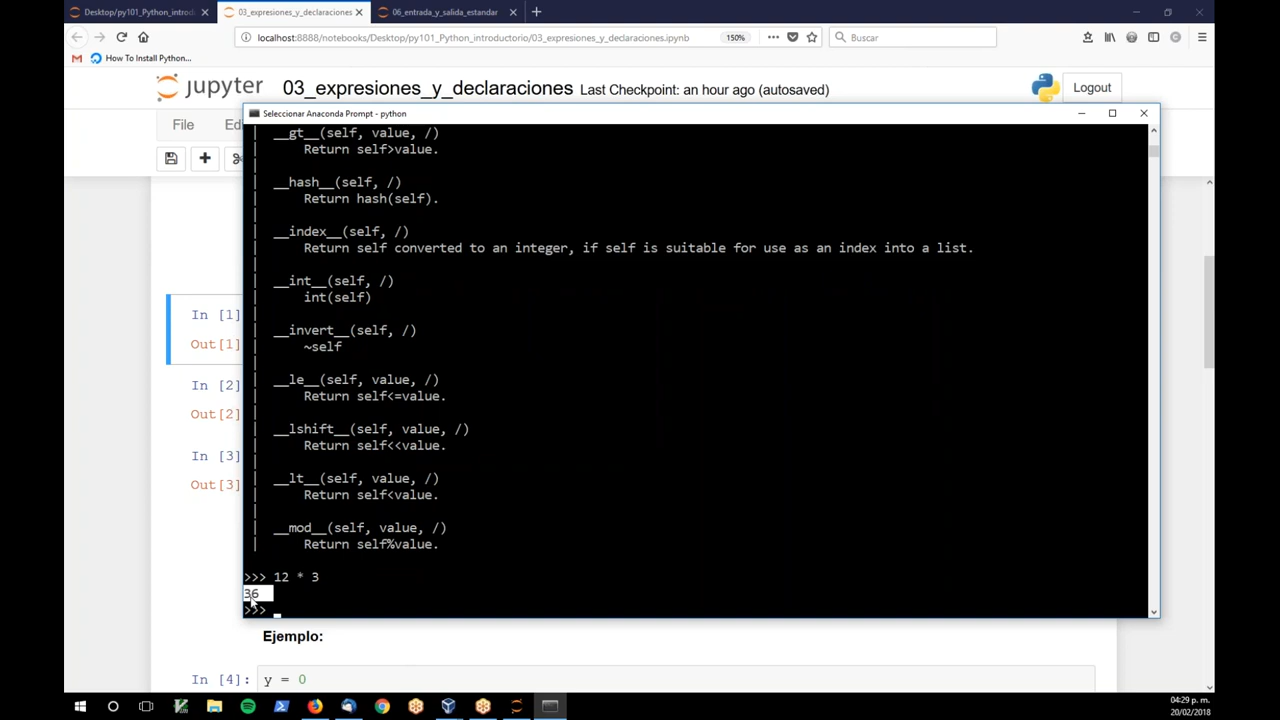 Desktop/py101_Python_introd
03_expresiones_y_declaraciones
06_entrada_y_salida_estandar
localhost:8888/notebooks/Desktop/py101_Python_introductorio/03_expresiones_y_declaraciones.ipynb
150%
Buscar
How To Install Python...
jupyter 03_expresiones_y_declaraciones Last Checkpoint: an hour ago (autosaved)
Logout
File Ed
Seleccionar Anaconda Prompt - python
| __gt__(self, value, /)
| Return self>value.
|
| __hash__(self, /)
| Return hash(self).
|
| __index__(self, /)
| Return self converted to an integer, if self is suitable for use as an index into a list.
|
| __int__(self, /)
| int(self)
|
| __invert__(self, /)
| ~self
|
| __le__(self, value, /)
| Return self<=value.
|
| __lshift__(self, value, /)
| Return self<<value.
|
| __lt__(self, value, /)
| Return self<value.
|
| __mod__(self, value, /)
| Return self%value.
>>> 12 * 3
36
>>>
In [1]
Out[1]
In [2]
Out[2]
In [3]
Out[3]
Ejemplo:
In [4]: y = 0
04:29 p. m.
20/02/2018